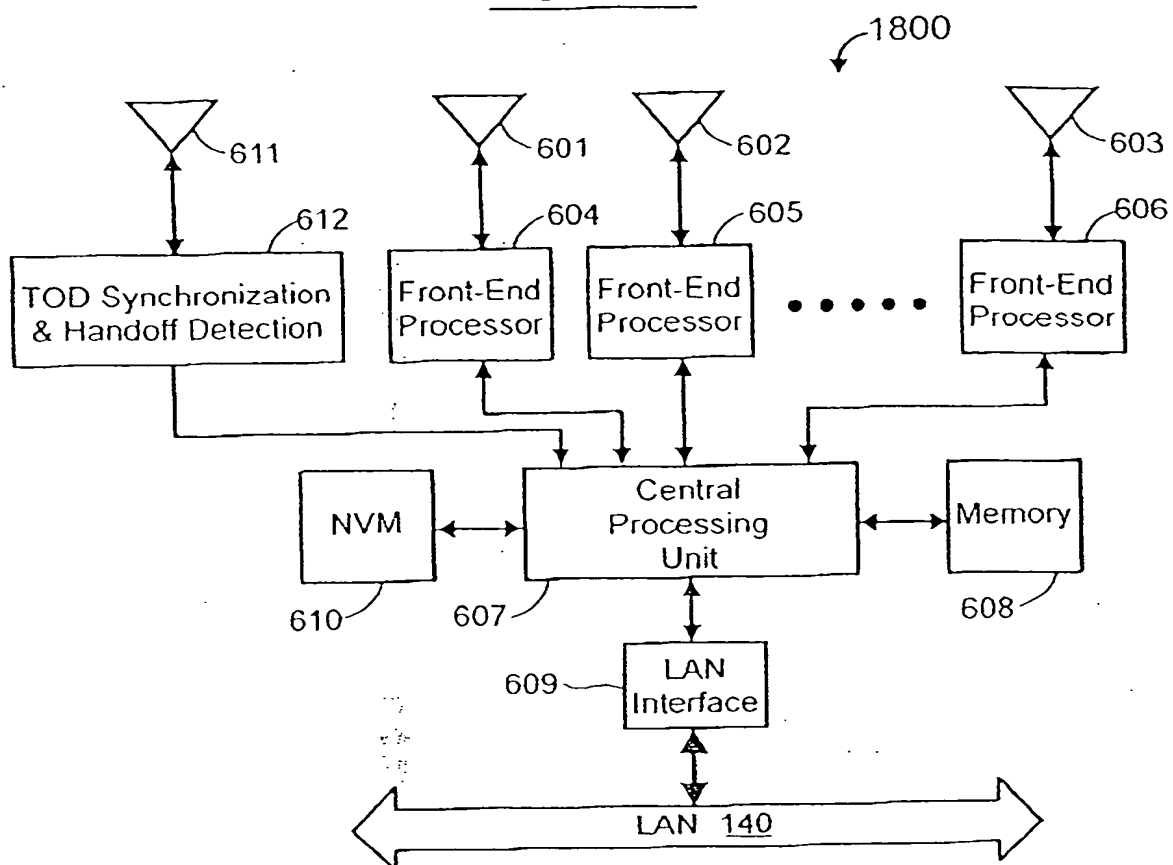 1800
611
601
602
603
612
604
605
606
TOD Synchronization
& Handoff Detection
Front-End
Processor
Front-End
Processor
Front-End
Processor
NVM
Central
Processing
Unit
Memory
610
607
608
609
LAN
Interface
LAN 140